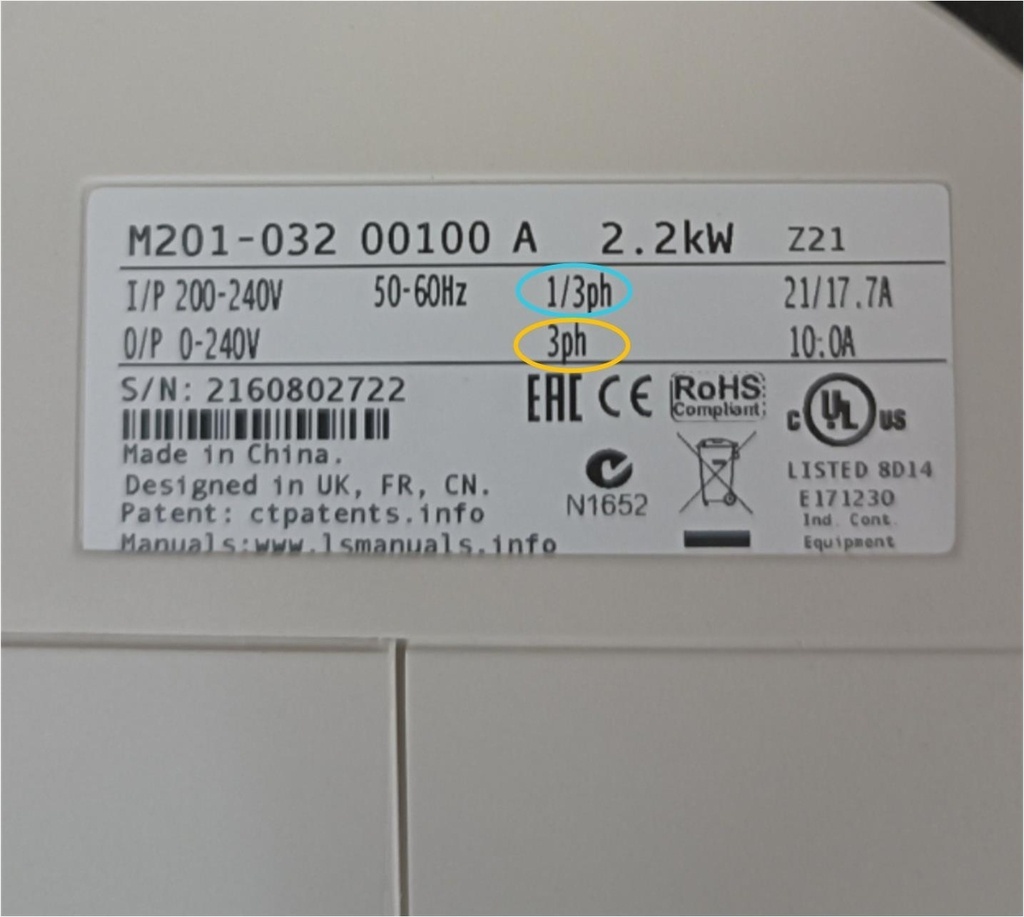 M201-032 00100 A 2.2kW Z21
I/P 200-240V 50-60Hz 1/3ph 21/17.7A
O/P 0-240V 3ph 10.0A
S/N: 2160802722
EAC CE RoHS
Compliant
c UL us
Made in China.
Designed in UK, FR, CN.
Patent: ctpatents.info
Manuals:www.lsmanuals.info
N1652
LISTED 8D14
E171230
Ind. Cont.
Equipment